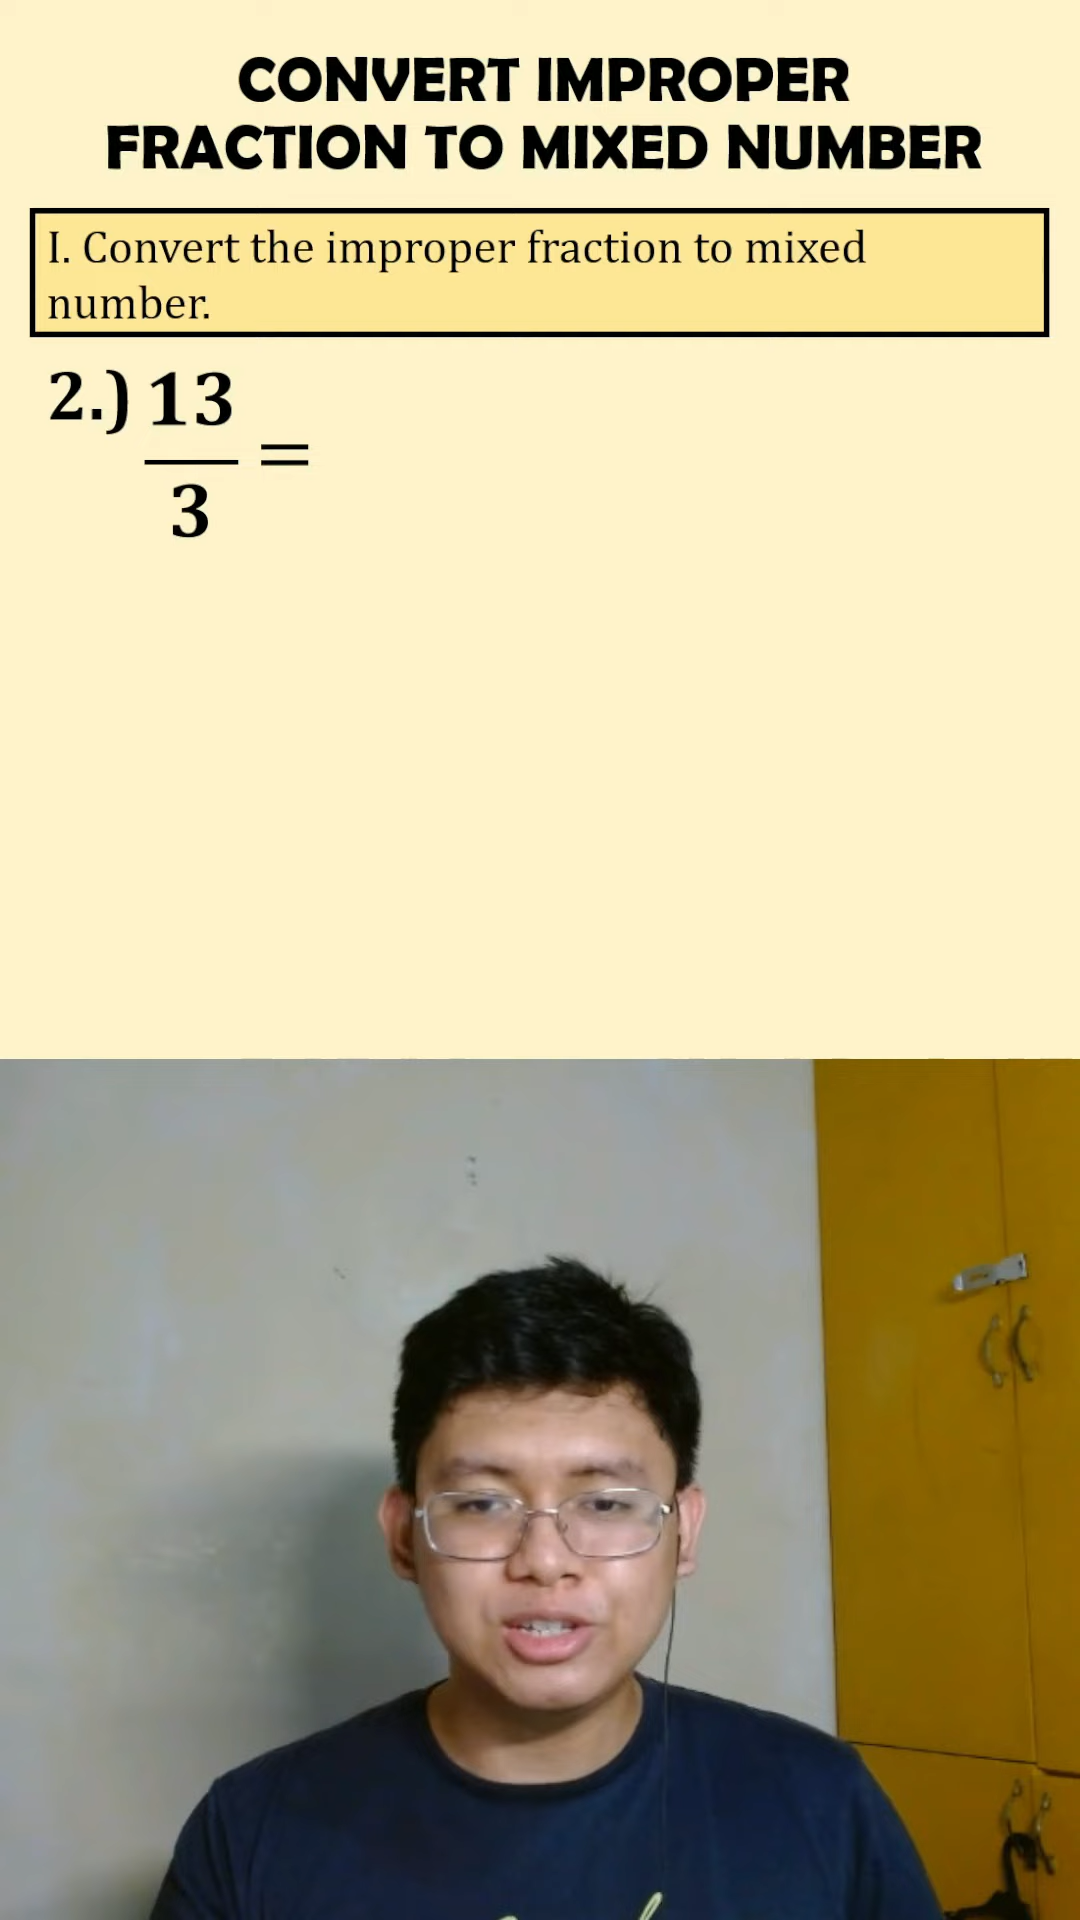 CONVERT IMPROPER
FRACTION TO MIXED NUMBER
I. Convert the improper fraction to mixed
number.
2.) 13
=
3